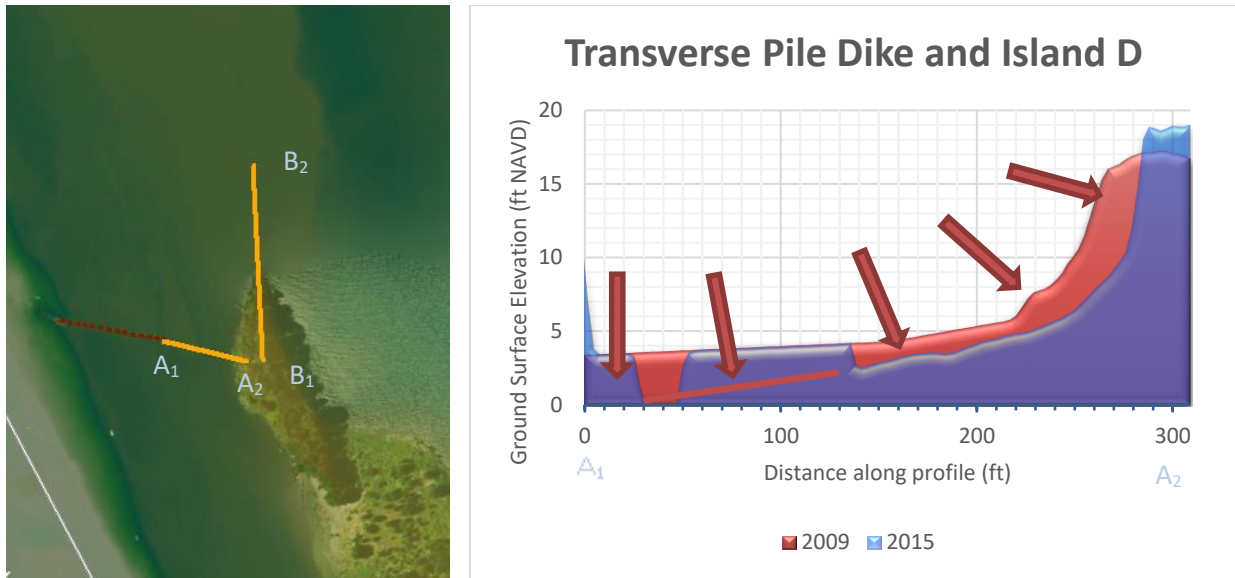 B₂
A₁
A₂
B₁
Transverse Pile Dike and Island D
Ground Surface Elevation (ft NAVD)
20
15
10
5
0
0 100 200 300
A₁ Distance along profile (ft) A₂
2009 2015